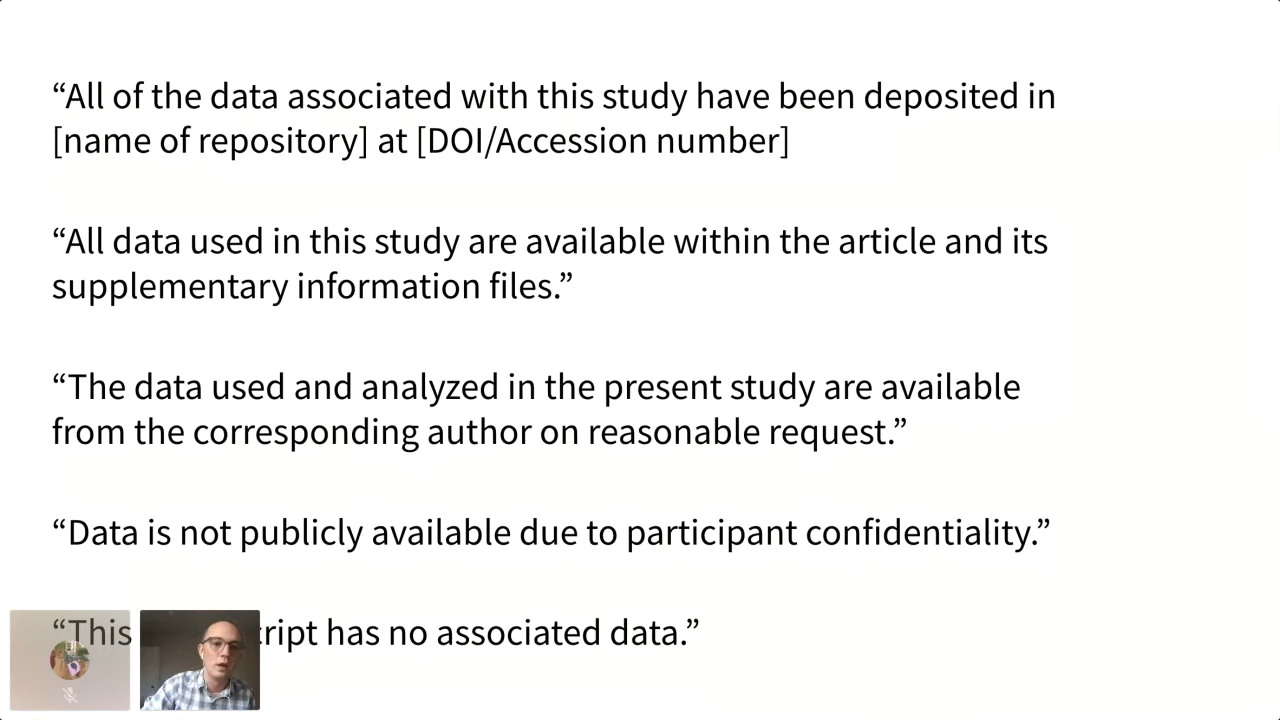 “All of the data associated with this study have been deposited in
[name of repository] at [DOI/Accession number]
“All data used in this study are available within the article and its
supplementary information files.”
“The data used and analyzed in the present study are available
from the corresponding author on reasonable request.”
“Data is not publicly available due to participant confidentiality.”
“This cript has no associated data.”